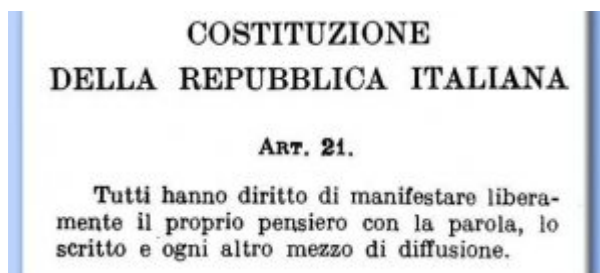 COSTITUZIONE
DELLA REPUBBLICA ITALIANA
ART. 21.
Tutti hanno diritto di manifestare libera-
mente il proprio pensiero con la parola, lo
scritto e ogni altro mezzo di diffusione.